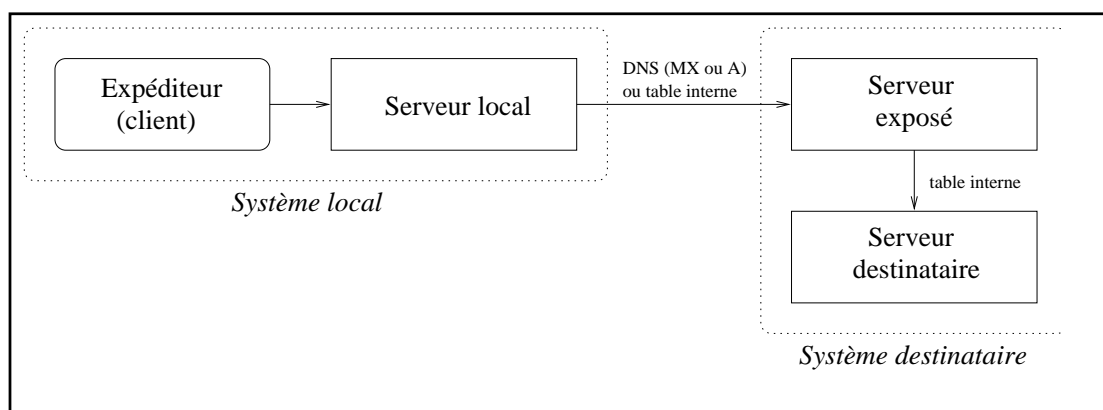 Expéditeur
(client)
Serveur local
Système local
DNS (MX ou A)
ou table interne
Serveur
exposé
table interne
Serveur
destinataire
Système destinataire